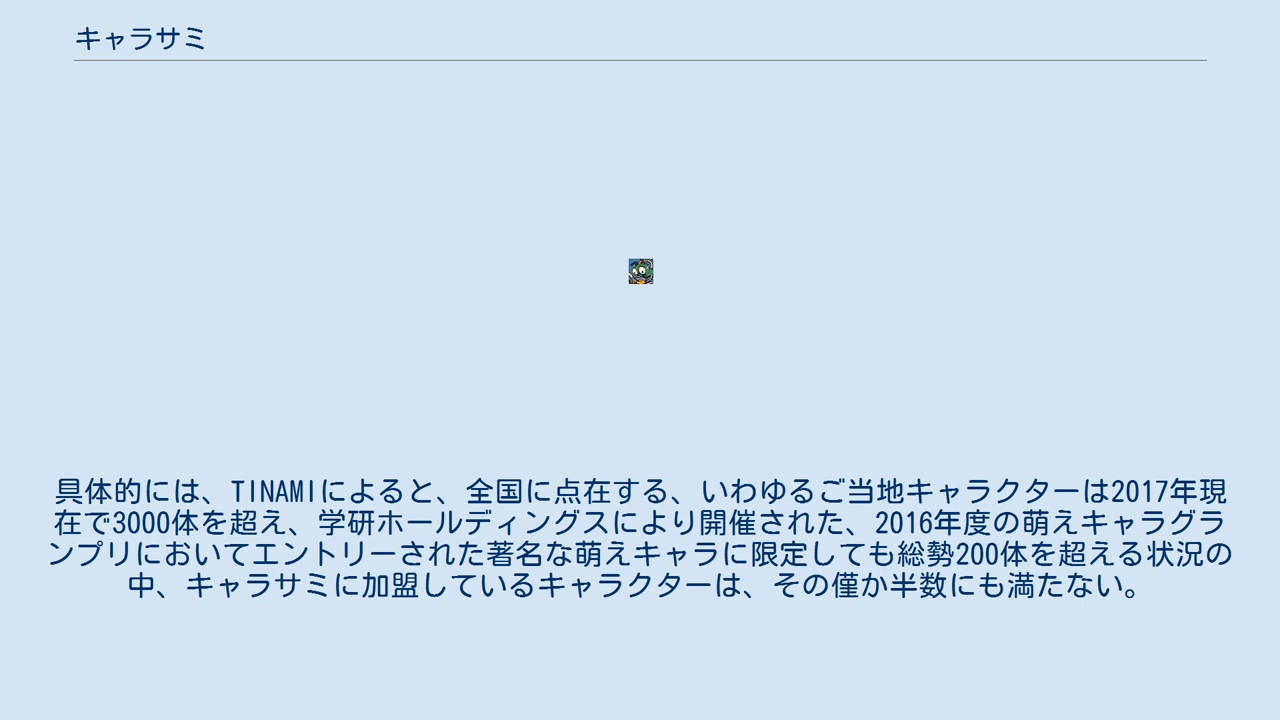 キャラサミ
具体的には、TINAMIによると、全国に点在する、いわゆるご当地キャラクターは2017年現
在で3000体を超え、学研ホールディングスにより開催された、2016年度の萌えキャラグラ
ンプリにおいてエントリーされた著名な萌えキャラに限定しても総勢200体を超える状況の
中、キャラサミに加盟しているキャラクターは、その僅か半数にも満たない。